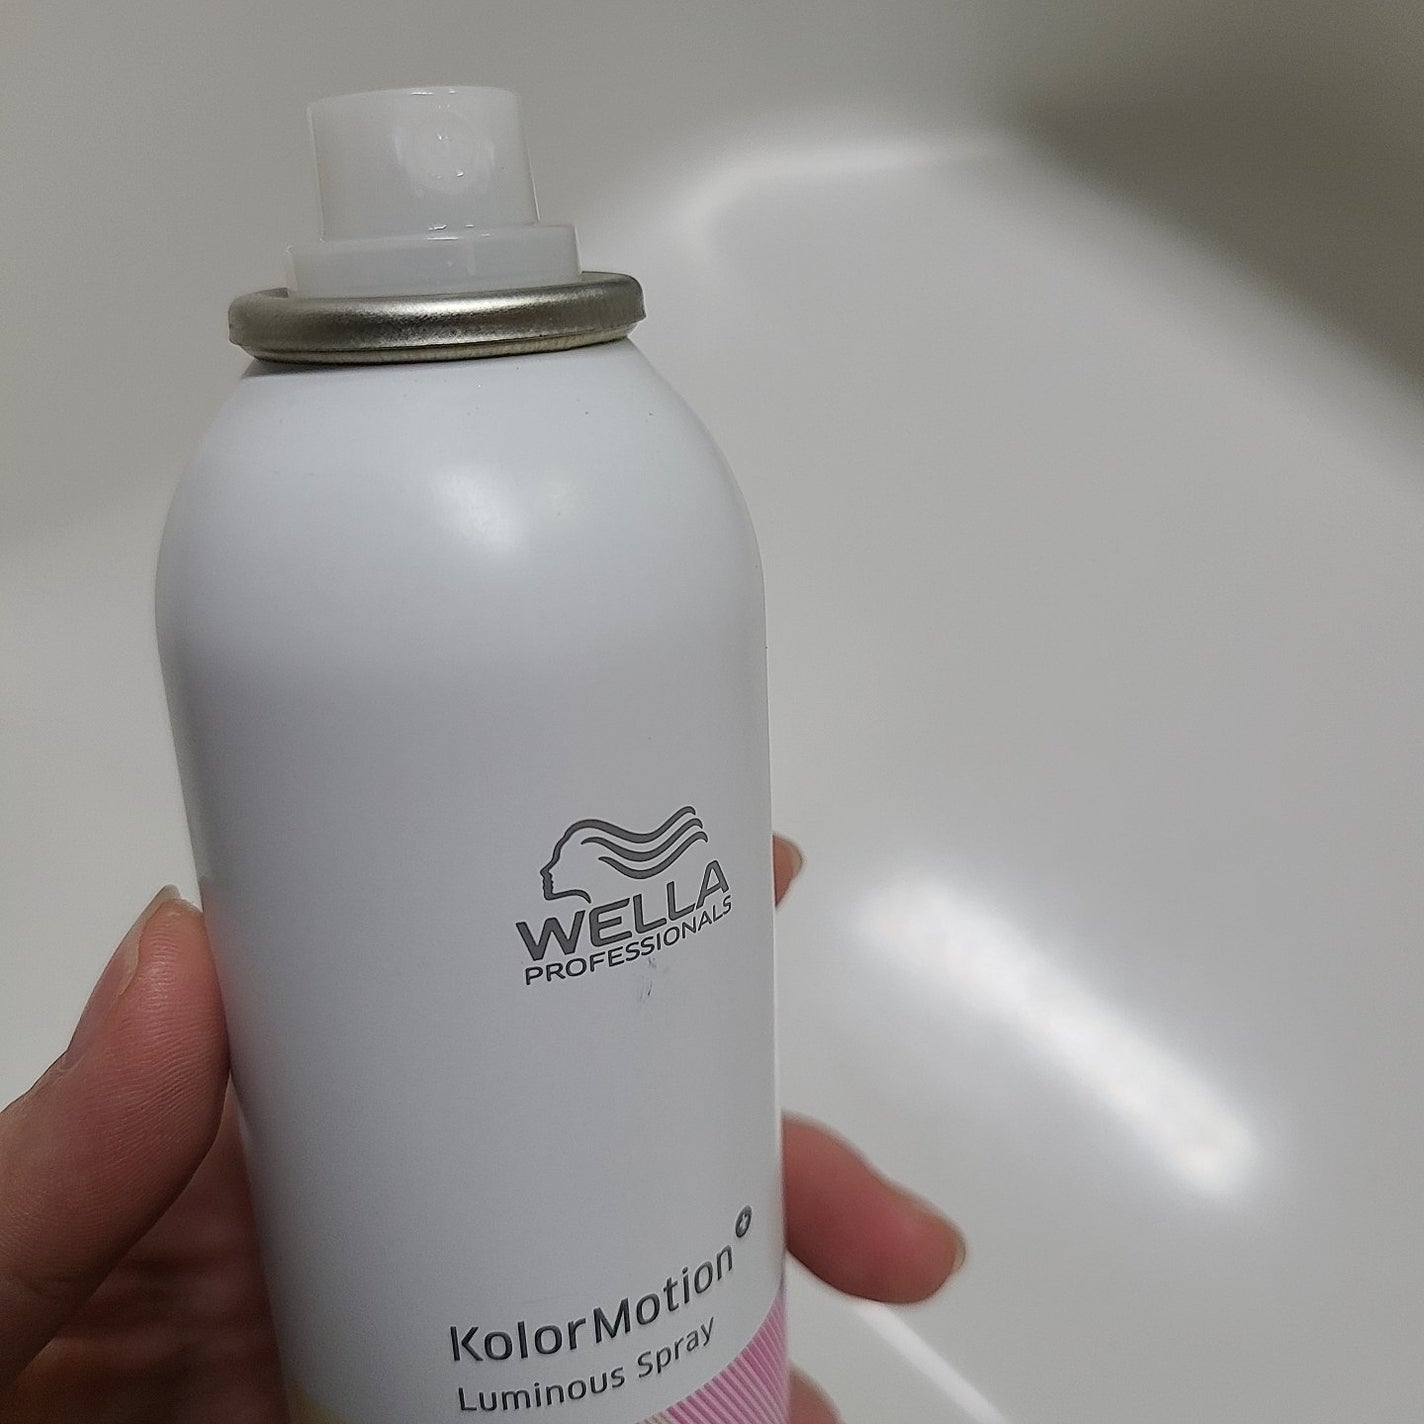 WELLA
PROFESSIONALS
KolorMotion+
Luminous Spray